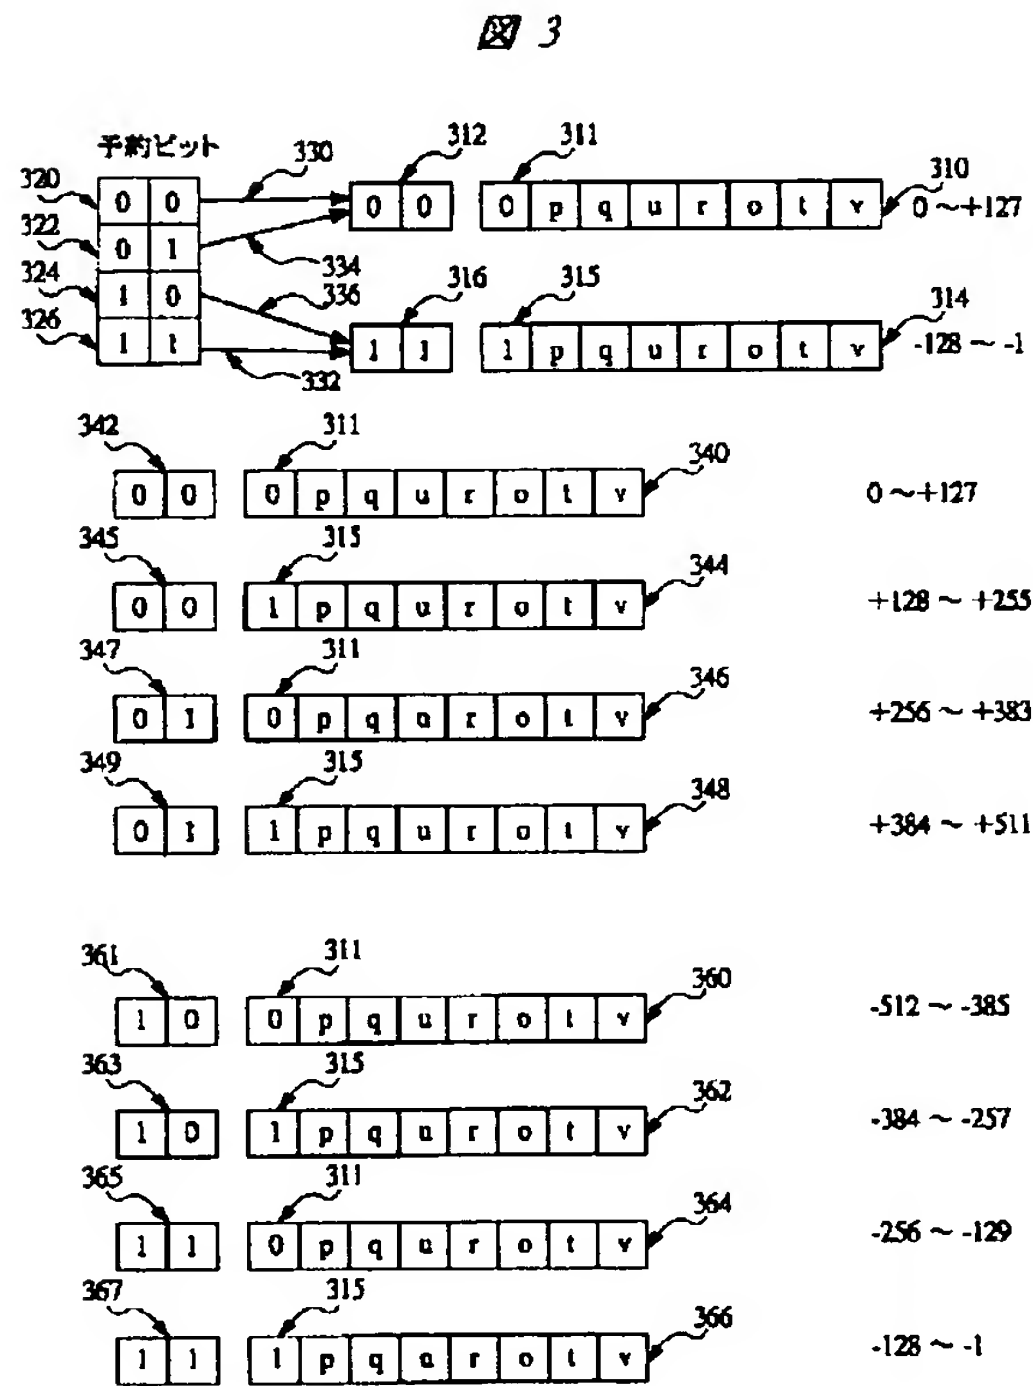 図 3
予約ビット
330 312 311
320 0 0 0 0 0 p q u r o t v 310 0 ~ +127
322 0 1 334
324 1 0 336 316 315
326 1 1 332 1 1 1 p q u r o t v 314 -128 ~ -1
342 311
0 0 0 p q u r o t v 340 0 ~ +127
345 315
0 0 1 p q u r o t v 344 +128 ~ +255
347 311
0 1 0 p q u r o t v 346 +256 ~ +383
349 315
0 1 1 p q u r o t v 348 +384 ~ +511
361 311
1 0 0 p q u r o t v 360 -512 ~ -385
363 315
1 0 1 p q u r o t v 362 -384 ~ -257
365 311
1 1 0 p q u r o t v 364 -256 ~ -129
367 315
1 1 1 p q u r o t v 366 -128 ~ -1